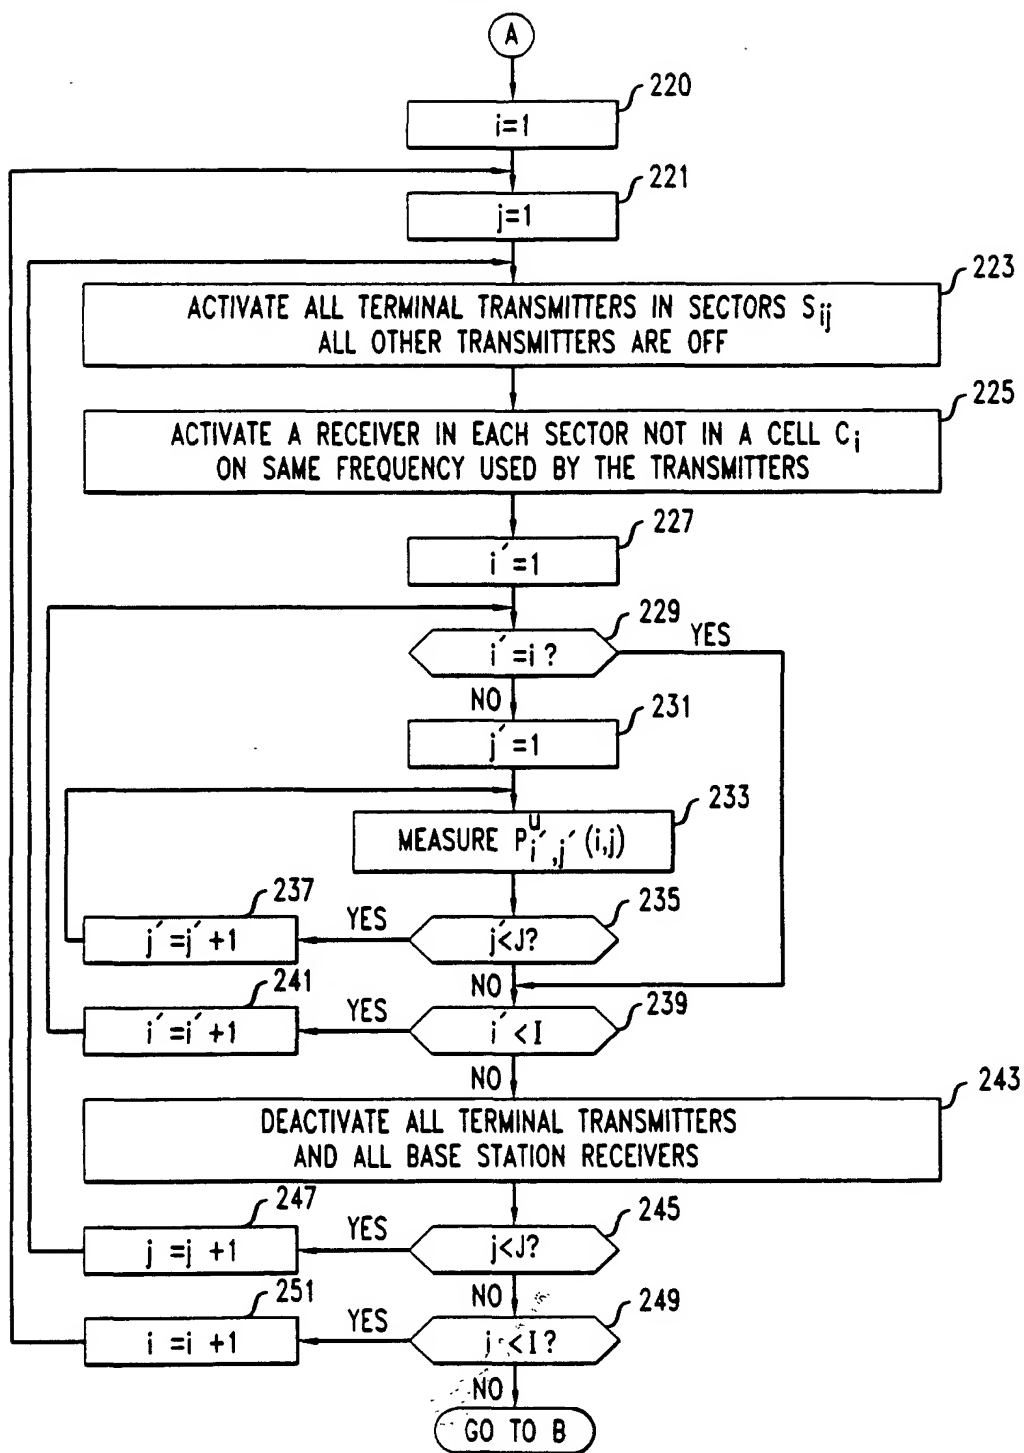 A
220
i=1
221
j=1
223
ACTIVATE ALL TERMINAL TRANSMITTERS IN SECTORS Sij
ALL OTHER TRANSMITTERS ARE OFF
225
ACTIVATE A RECEIVER IN EACH SECTOR NOT IN A CELL Ci
ON SAME FREQUENCY USED BY THE TRANSMITTERS
227
i´=1
229
i´=i?
YES
NO
231
j´=1
233
MEASURE P^u_i´,j´(i,j)
235
j´<J?
YES
237
j´=j´+1
NO
239
i´<I
YES
241
i´=i´+1
NO
243
DEACTIVATE ALL TERMINAL TRANSMITTERS
AND ALL BASE STATION RECEIVERS
245
j<J?
YES
247
j =j +1
NO
249
<I?
YES
251
i =i +1
NO
GO TO B